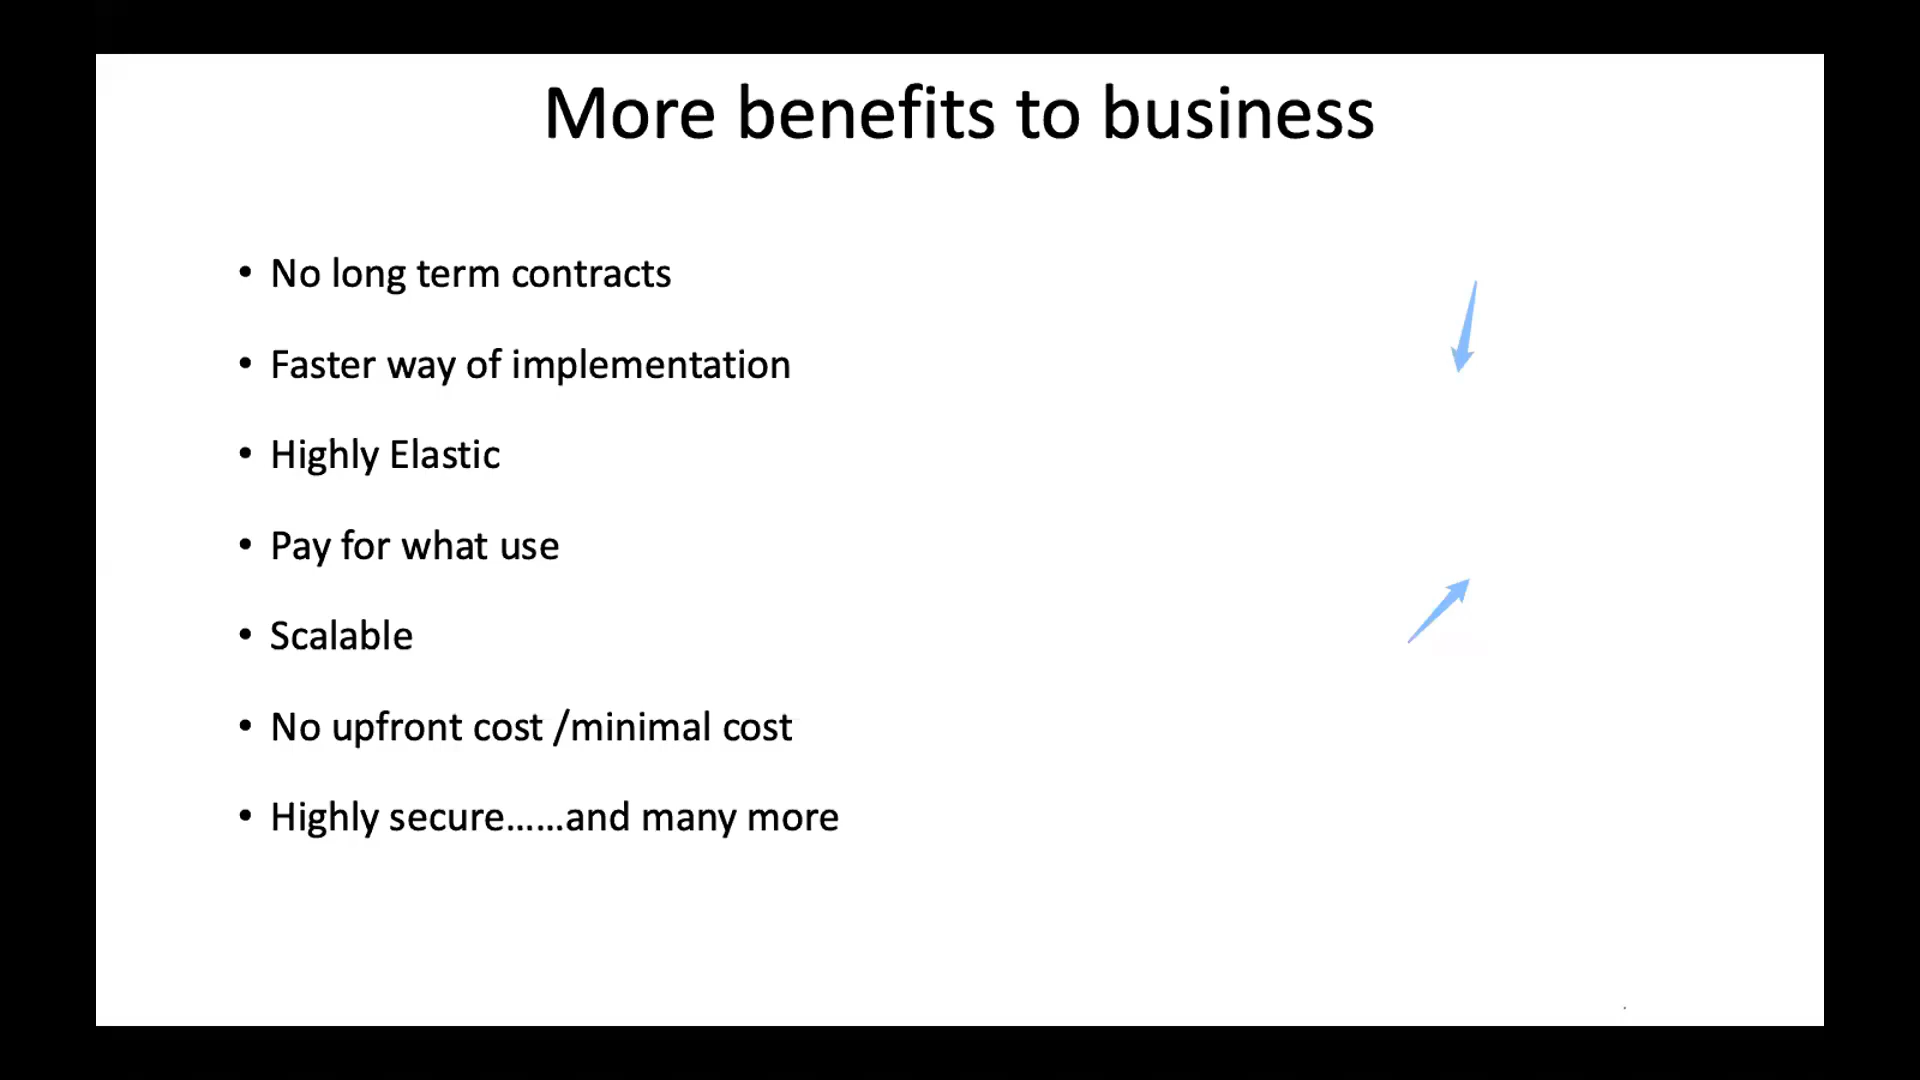 More benefits to business
• No long term contracts
• Faster way of implementation
• Highly Elastic
• Pay for what use
• Scalable
• No upfront cost /minimal cost
• Highly secure......and many more